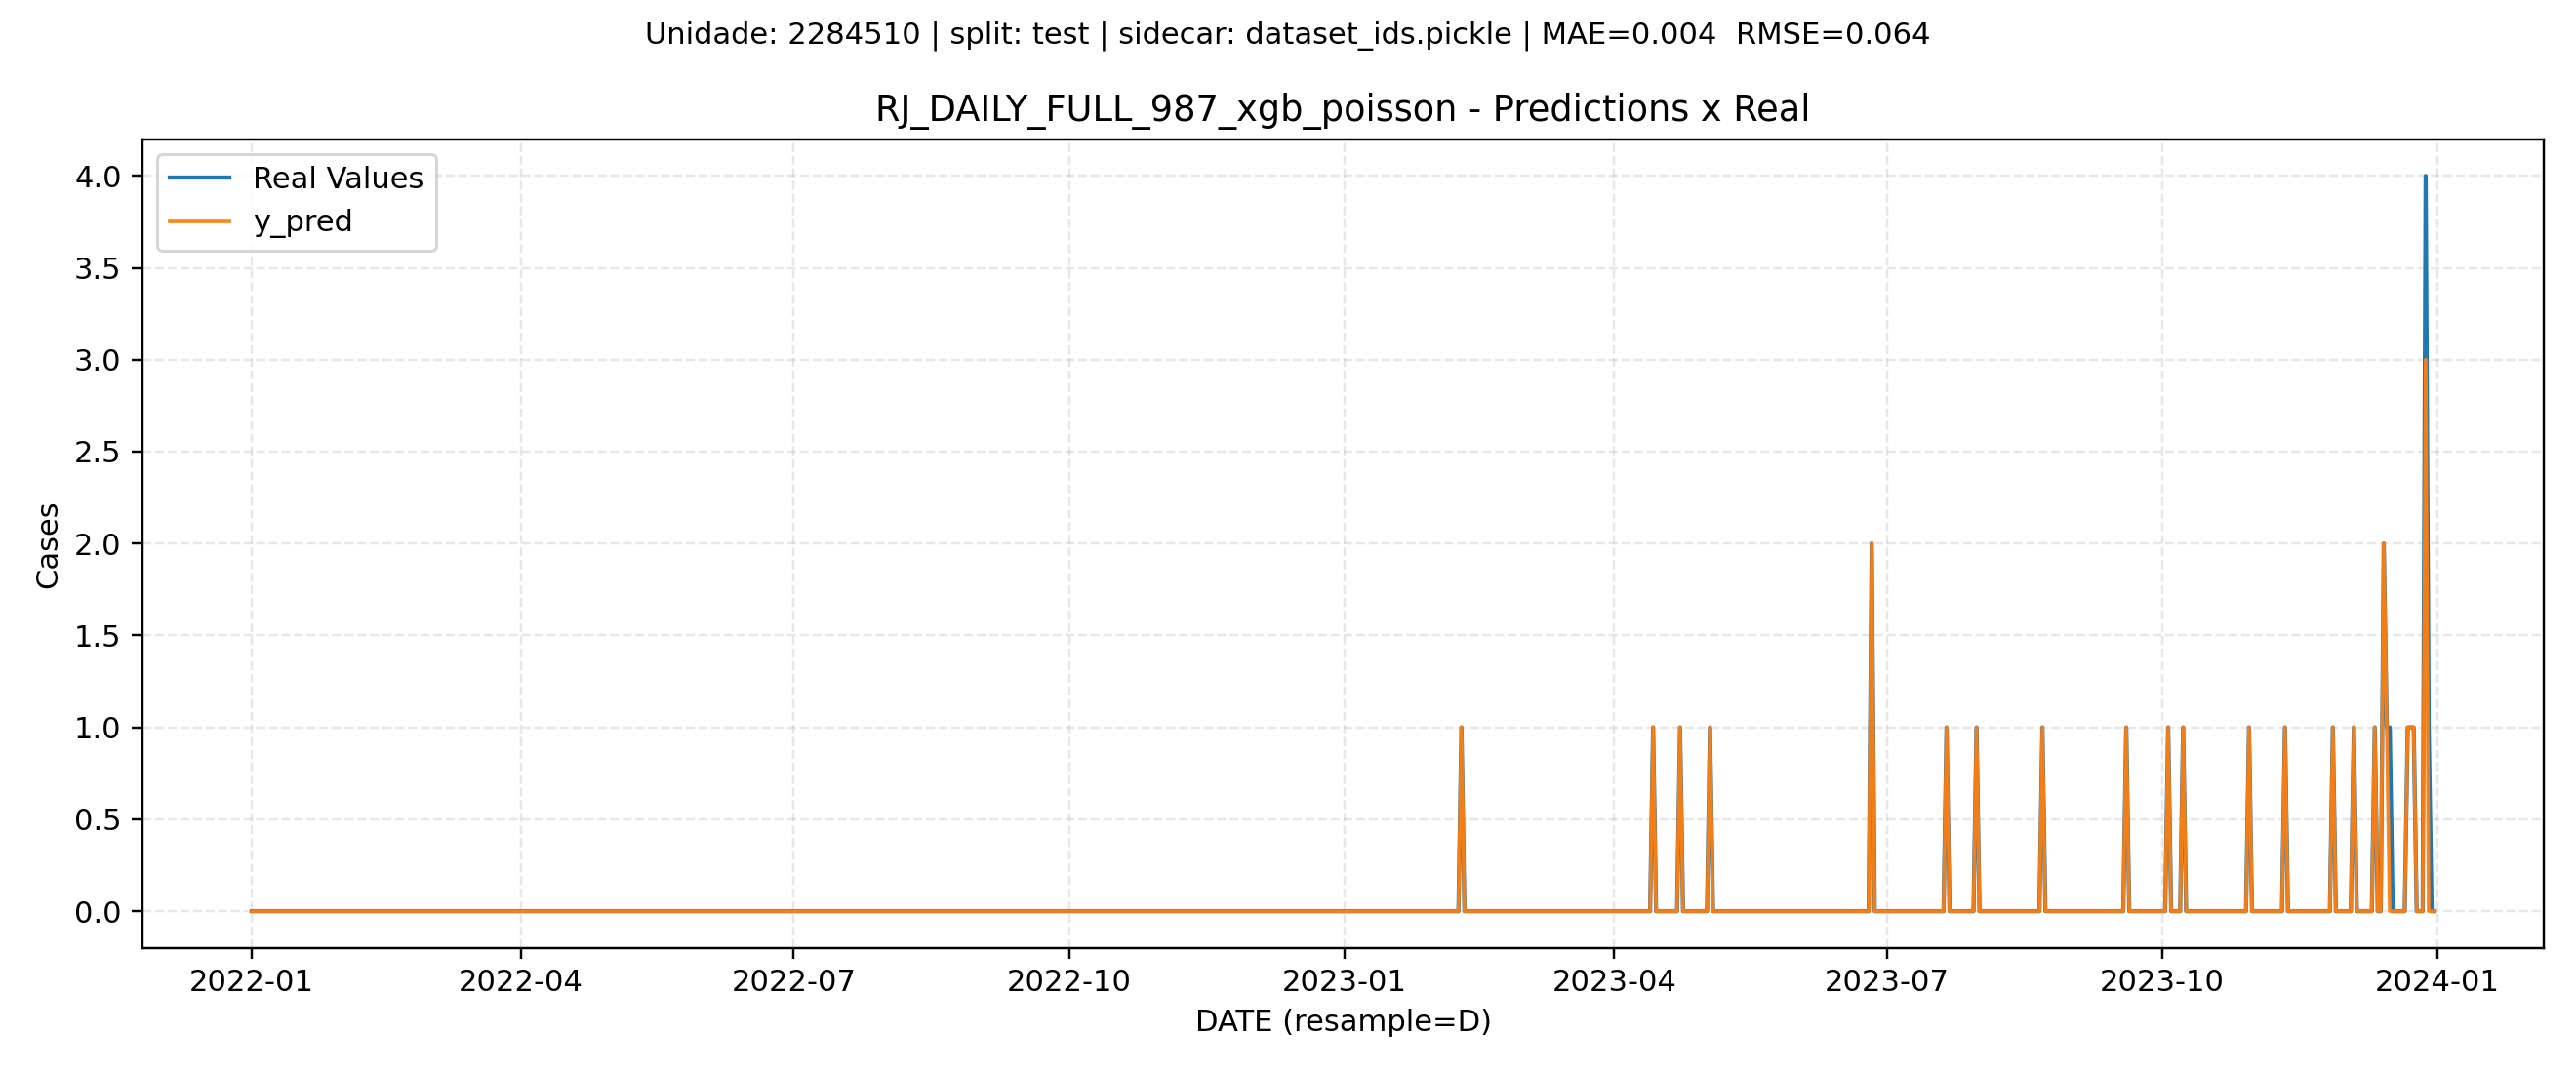 Unidade: 2284510 | split: test | sidecar: dataset_ids.pickle | MAE=0.004  RMSE=0.064
RJ_DAILY_FULL_987_xgb_poisson - Predictions x Real
Real Values
y_pred
4.0
3.5
3.0
2.5
2.0
1.5
1.0
0.5
0.0
Cases
2022-01 2022-04 2022-07 2022-10 2023-01 2023-04 2023-07 2023-10 2024-01
DATE (resample=D)